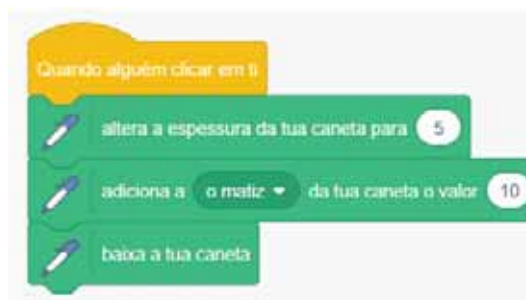 Quando alguém clicar em ti
altera a espessura da tua caneta para 5
adiciona a o matiz da tua caneta o valor 10
baixa a tua caneta